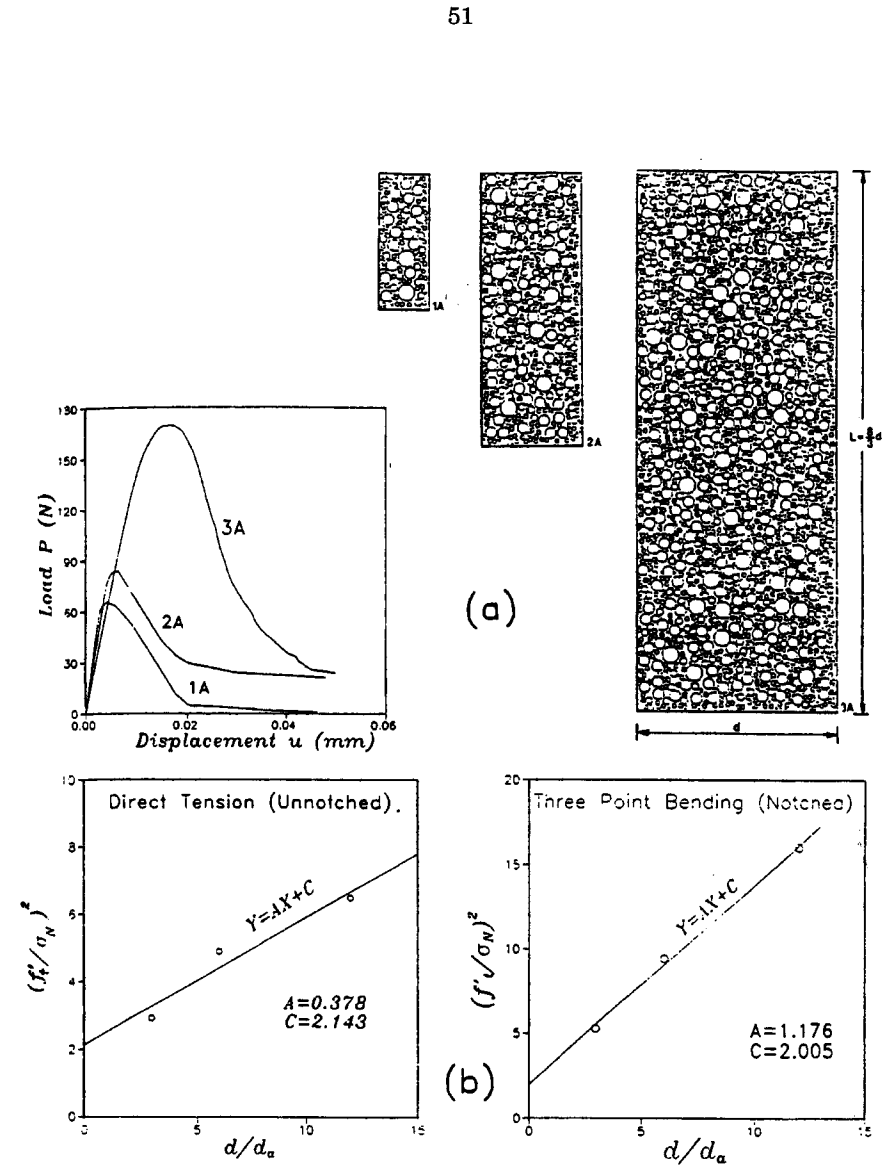 51
1A
2A
3A
L=8/3d
d
180
150
120
90
60
30
0
0.00
0.02
0.04
0.06
3A
2A
1A
Load P (N)
Displacement u (mm)
(a)
Direct Tension (Unnotched)
10
8
6
4
2
0
0
5
10
15
Y=AX+C
A=0.378
C=2.143
(f't/σN)²
d/da
(b)
Three Point Bending (Notched)
20
15
10
5
0
0
5
10
15
Y=AX+C
A=1.176
C=2.005
(f't/σN)²
d/da